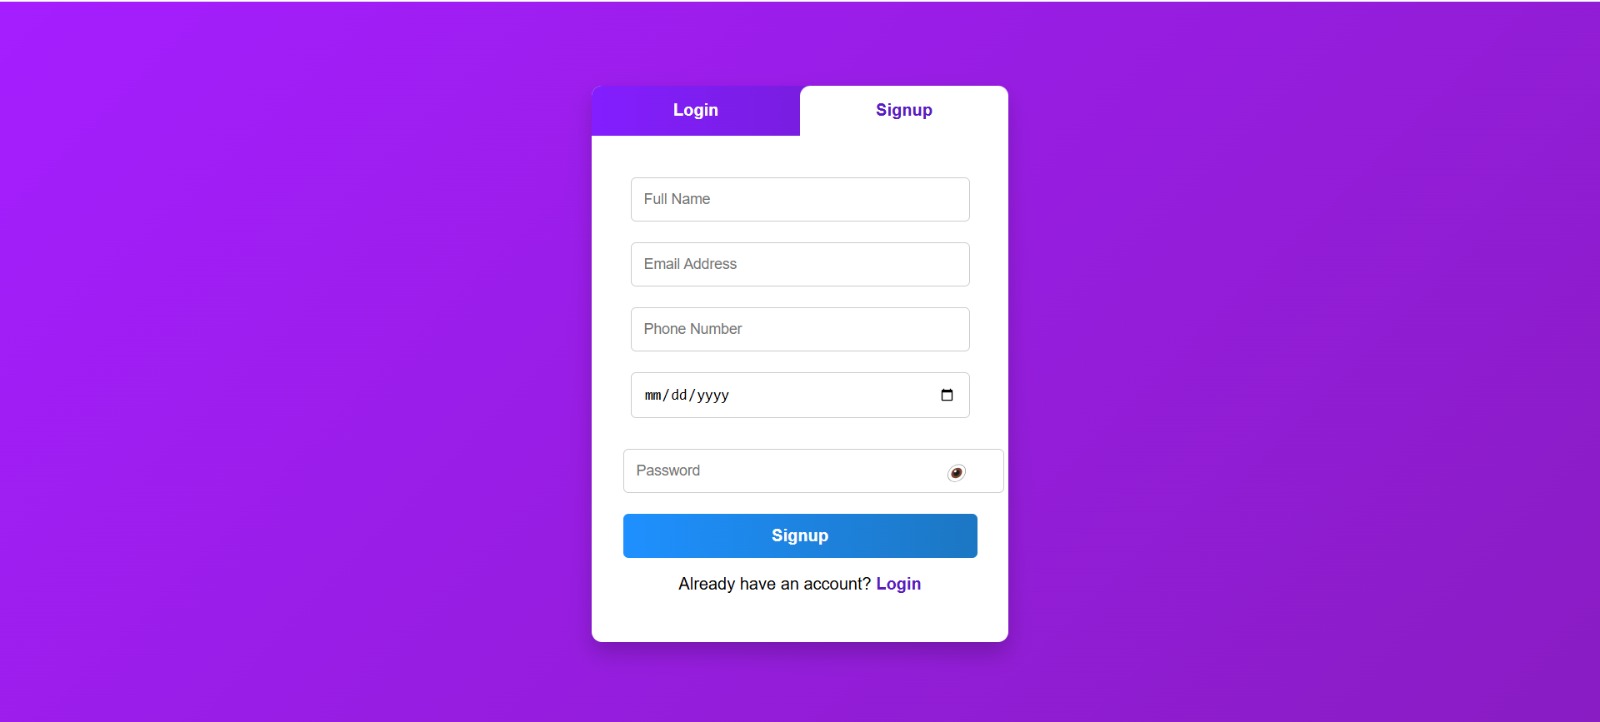 Login Signup
Full Name
Email Address
Phone Number
mm/dd/yyyy
Password
Signup
Already have an account? Login